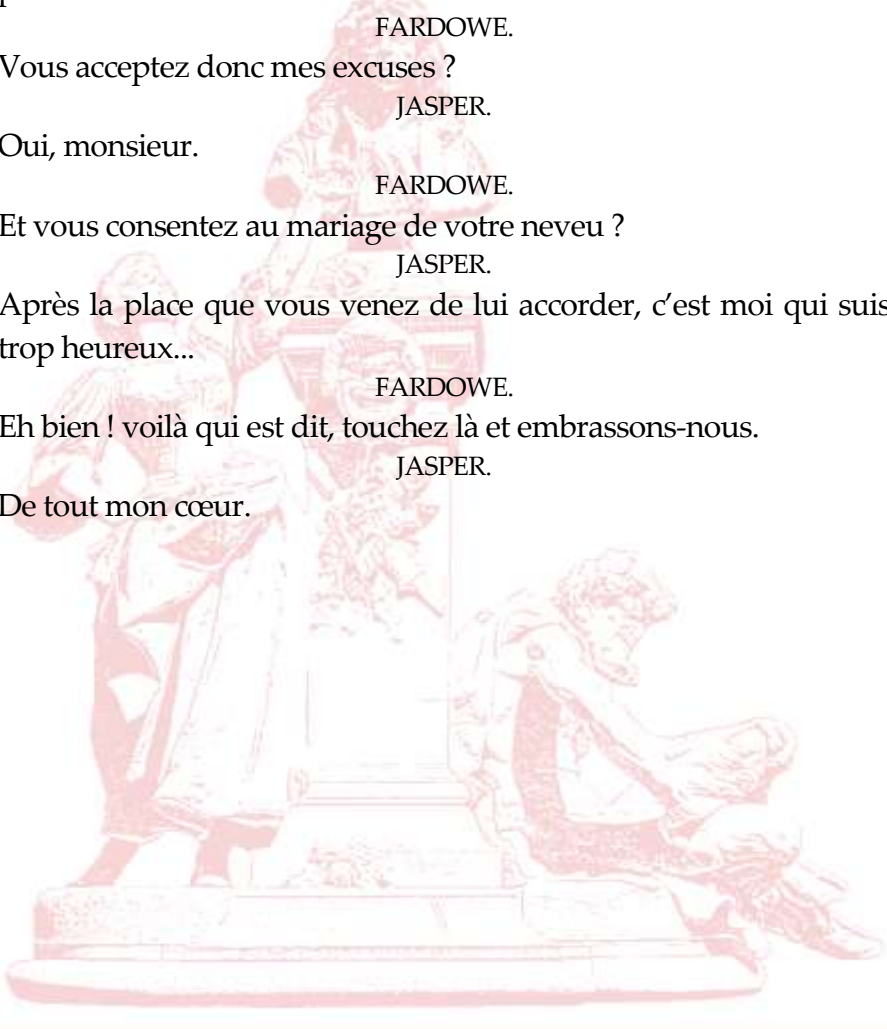 FARDOWE.
Vous acceptez donc mes excuses ?
JASPER.
Oui, monsieur.
FARDOWE.
Et vous consentez au mariage de votre neveu ?
JASPER.
Après la place que vous venez de lui accorder, c’est moi qui suis
trop heureux...
FARDOWE.
Eh bien ! voilà qui est dit, touchez là et embrassons-nous.
JASPER.
De tout mon cœur.